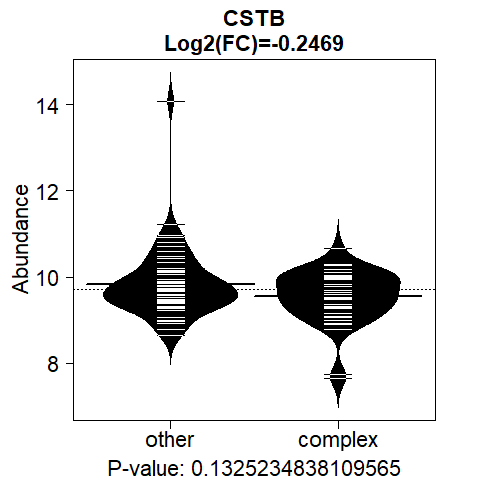 CSTB
Log2(FC)=-0.2469
Abundance
14
12
10
8
other complex
P-value: 0.1325234838109565